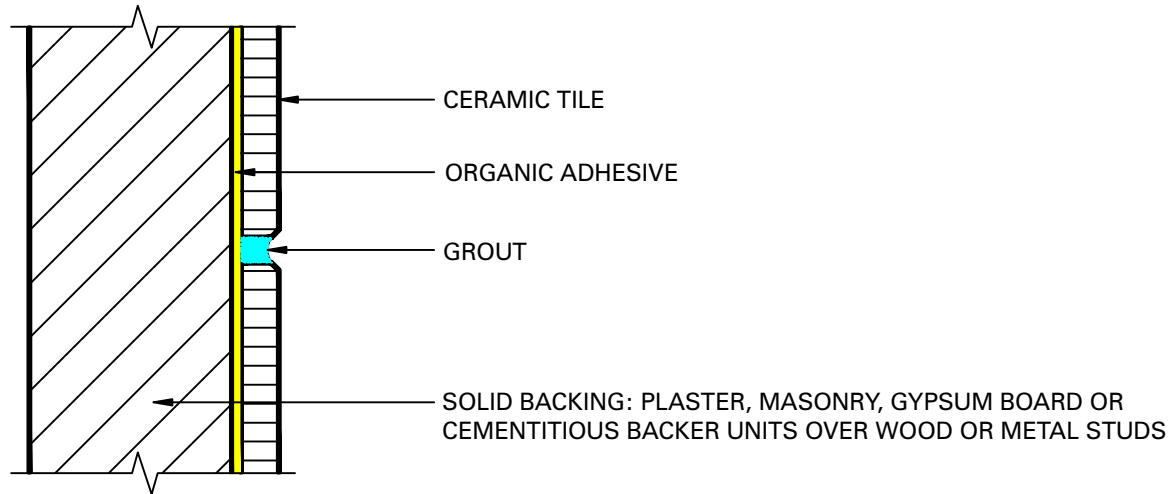 CERAMIC TILE
ORGANIC ADHESIVE
GROUT
SOLID BACKING: PLASTER, MASONRY, GYPSUM BOARD OR
CEMENTITIOUS BACKER UNITS OVER WOOD OR METAL STUDS